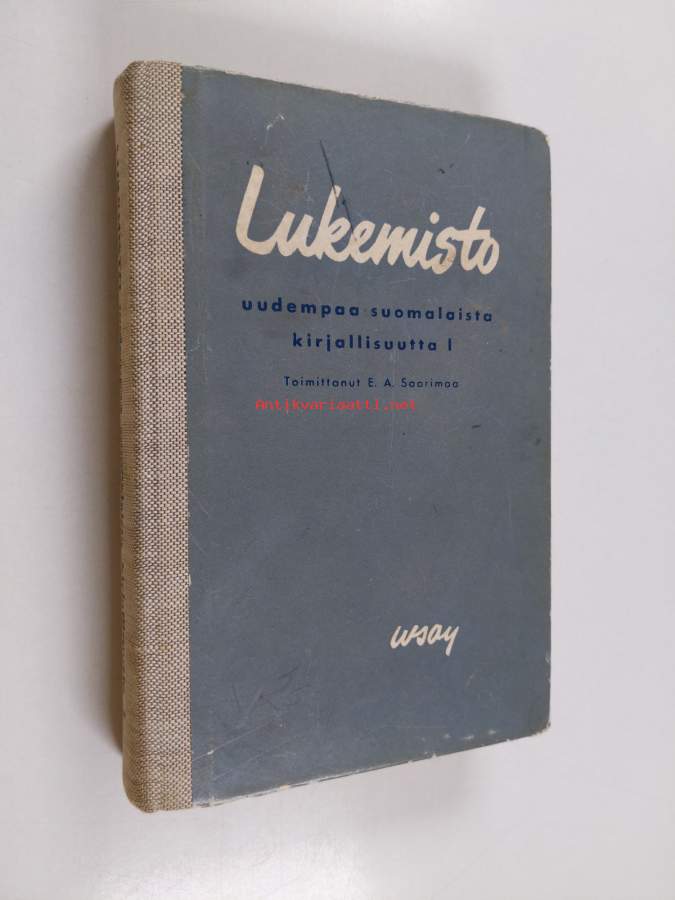 Lukemisto
uudempaa suomalaista
kirjallisuutta I
Toimittanut E. A. Saarimaa
Antikvariaatti.net
wsoy